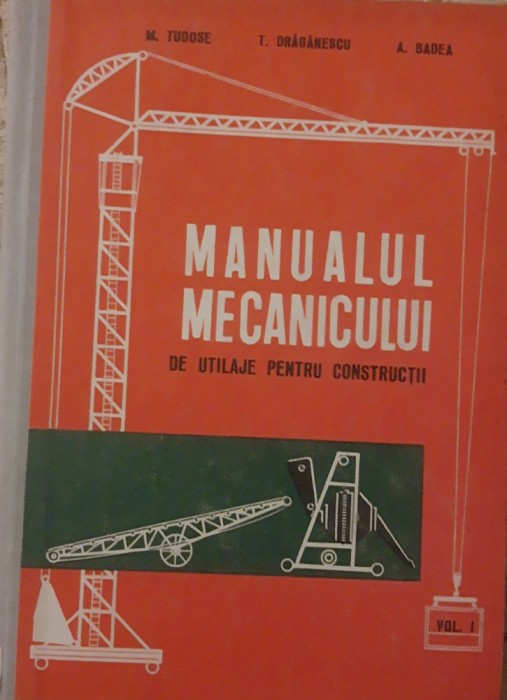 M. TUDOSE T. DRĂGĂNESCU A. BADEA
MANUALUL
MECANICULUI
DE UTILAJE PENTRU CONSTRUCȚII
VOL. I